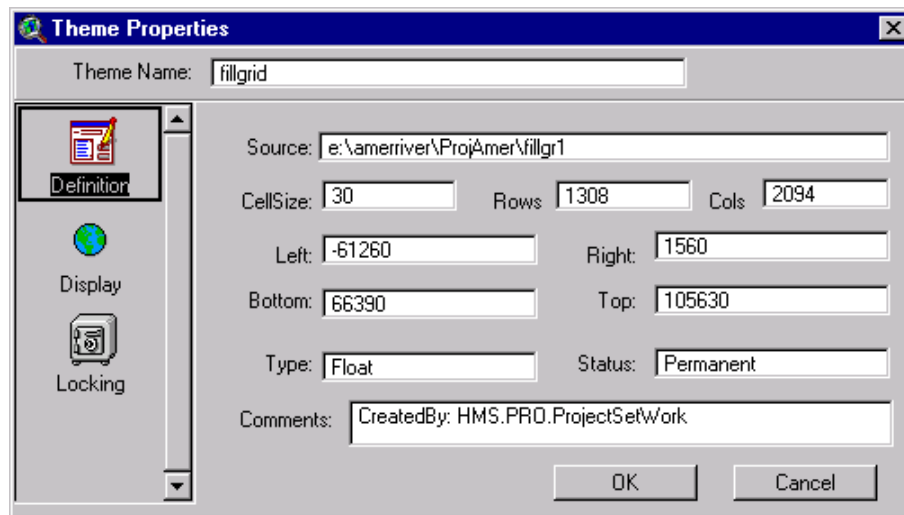 Theme Properties
Theme Name: fillgrid
Definition
Display
Locking
Source: e:\amerriver\ProjAmer\fillgr1
CellSize: 30 Rows 1308 Cols 2094
Left: -61260 Right: 1560
Bottom: 66390 Top: 105630
Type: Float Status: Permanent
Comments: CreatedBy: HMS.PRO.ProjectSetWork
OK Cancel